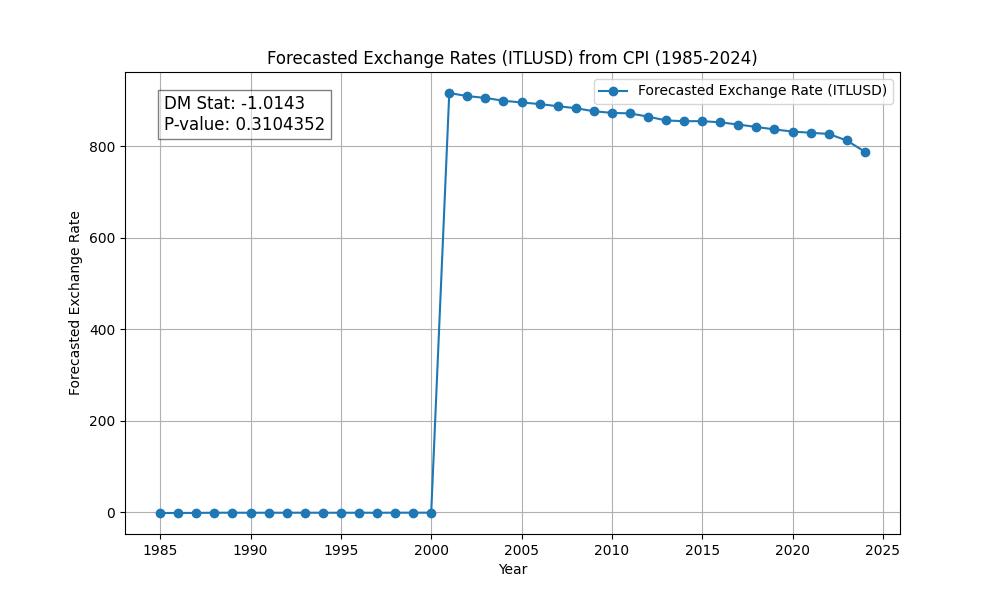 Forecasted Exchange Rates (ITLUSD) from CPI (1985-2024)
DM Stat: -1.0143
P-value: 0.3104352
Forecasted Exchange Rate (ITLUSD)
Forecasted Exchange Rate
800
600
400
200
0
1985 1990 1995 2000 2005 2010 2015 2020 2025
Year